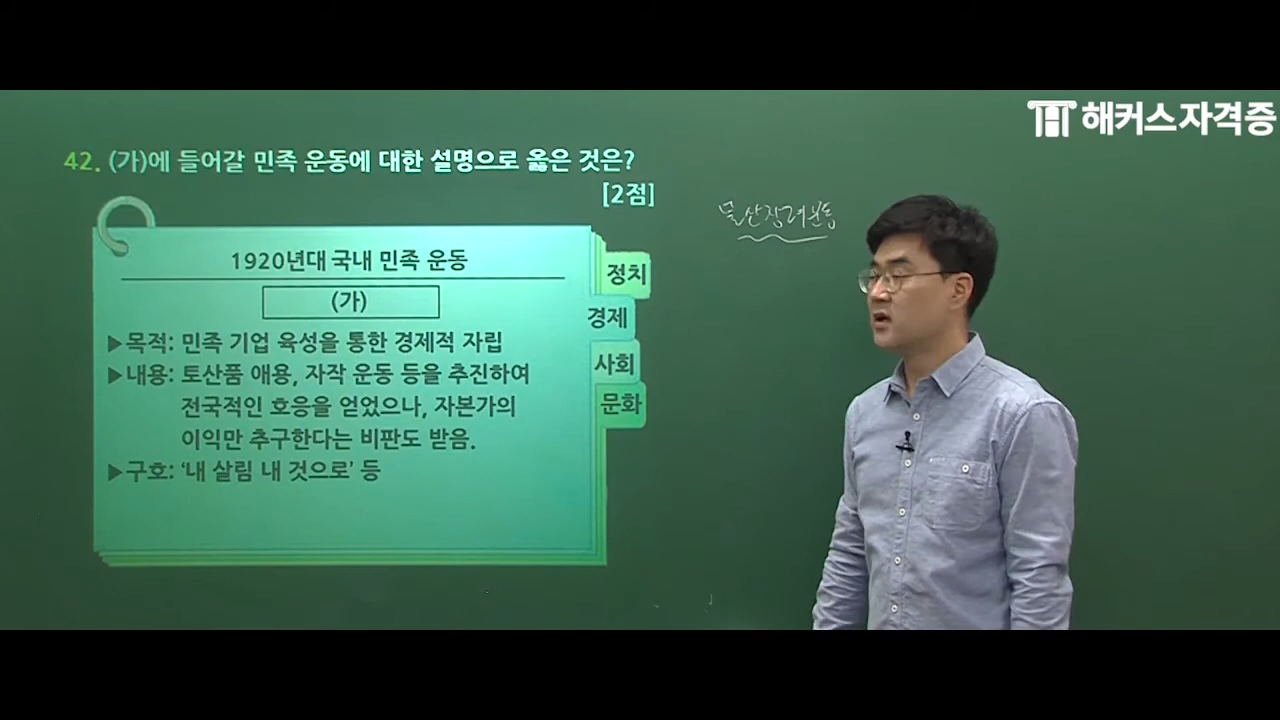 해커스자격증
42. (가)에 들어갈 민족 운동에 대한 설명으로 옳은 것은?
[2점]
물산장려운동
1920년대 국내 민족 운동
(가)
▶목적: 민족 기업 육성을 통한 경제적 자립
▶내용: 토산품 애용, 자작 운동 등을 추진하여
전국적인 호응을 얻었으나, 자본가의
이익만 추구한다는 비판도 받음.
▶구호: ‘내 살림 내 것으로’ 등
정치
경제
사회
문화